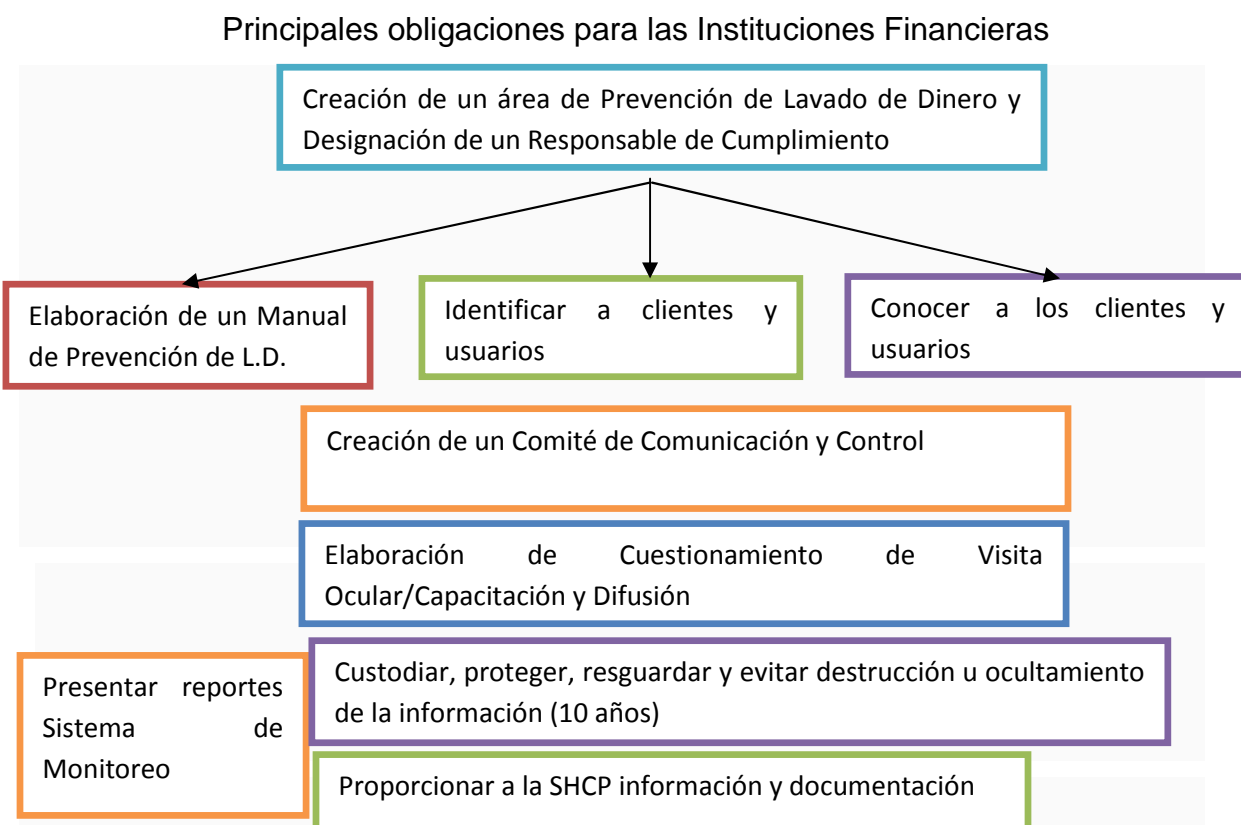 Principales obligaciones para las Instituciones Financieras
Creación de un área de Prevención de Lavado de Dinero y
Designación de un Responsable de Cumplimiento
Elaboración de un Manual
de Prevención de L.D.
Identificar a clientes y
usuarios
Conocer a los clientes y
usuarios
Creación de un Comité de Comunicación y Control
Elaboración de Cuestionamiento de Visita
Ocular/Capacitación y Difusión
Presentar reportes
Sistema de
Monitoreo
Custodiar, proteger, resguardar y evitar destrucción u ocultamiento
de la información (10 años)
Proporcionar a la SHCP información y documentación